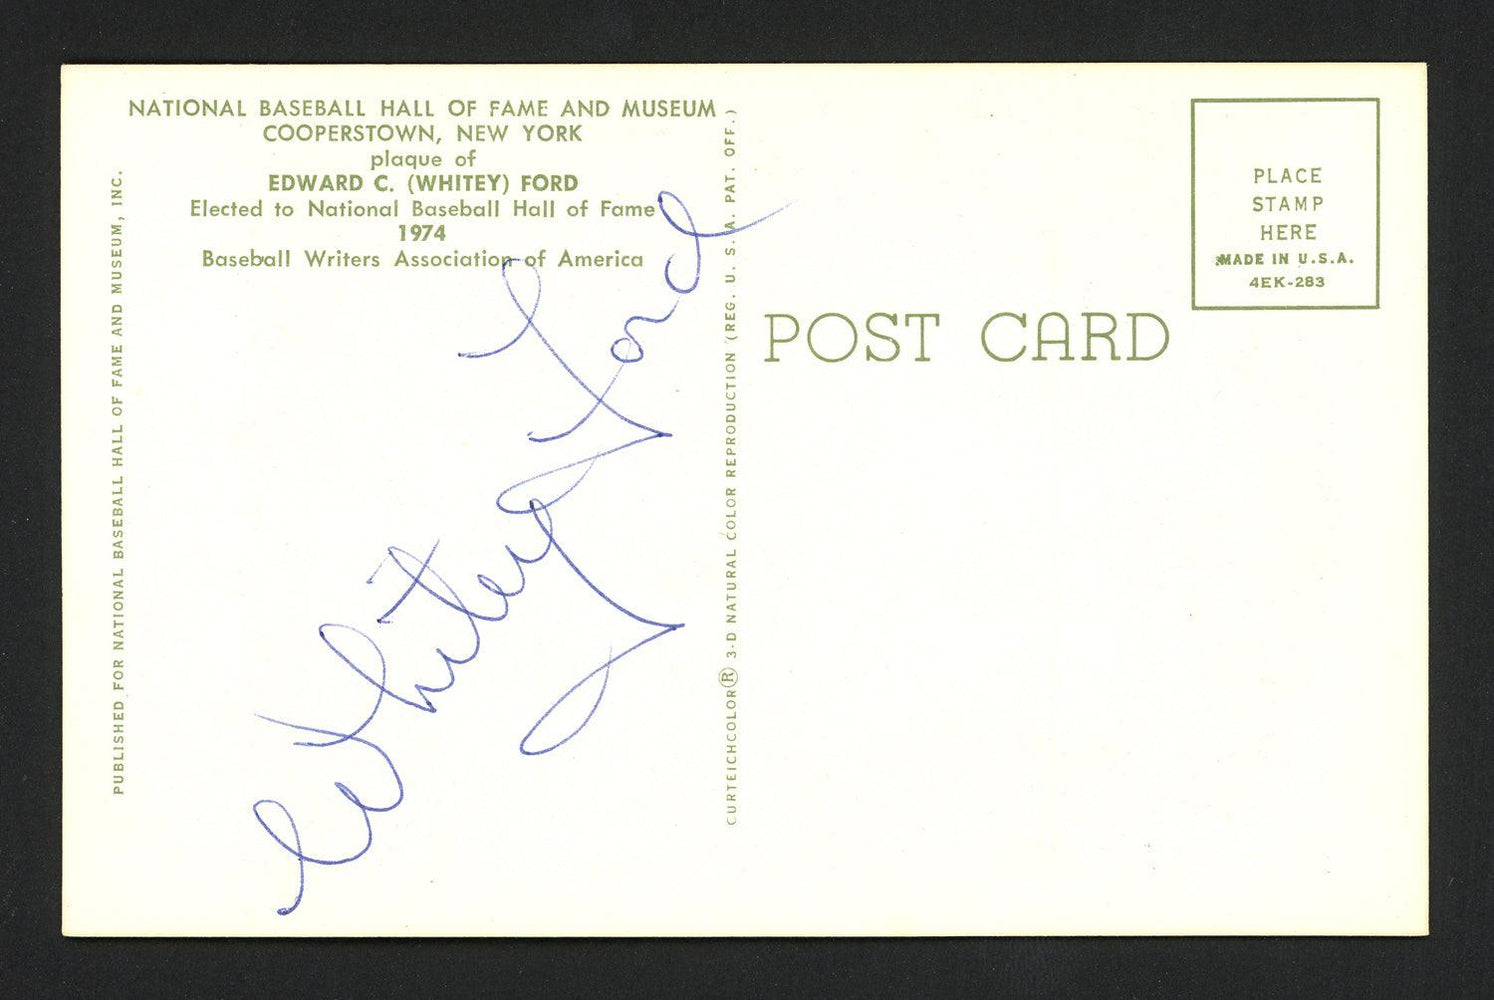 NATIONAL BASEBALL HALL OF FAME AND MUSEUM
COOPERSTOWN, NEW YORK
plaque of
EDWARD C. (WHITEY) FORD
Elected to National Baseball Hall of Fame
1974
Baseball Writers Association of America
PUBLISHED FOR NATIONAL BASEBALL HALL OF FAME AND MUSEUM, INC.
Whitey Ford
CURTEICHCOLOR® 3-D NATURAL COLOR REPRODUCTION (REG. U. S. A. PAT. OFF.)
POST CARD
PLACE
STAMP
HERE
MADE IN U.S.A.
4EK-283